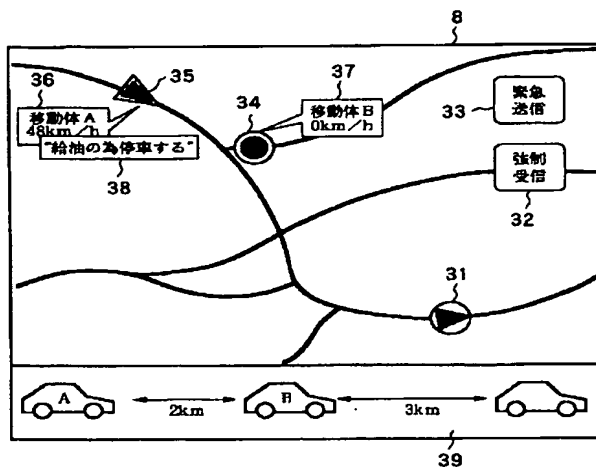 8
36
35
37
34
移動体A
48km/h
移動体B
0km/h
33
緊急
送信
"給油の為停車する"
38
強制
受信
32
31
A
2km
B
3km
39